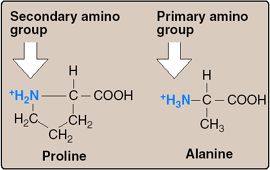 Secondary amino
group
Primary amino
group
H
⁺H₂N C COOH
H₂C CH₂
CH₂
Proline
H
⁺H₃N C COOH
CH₃
Alanine